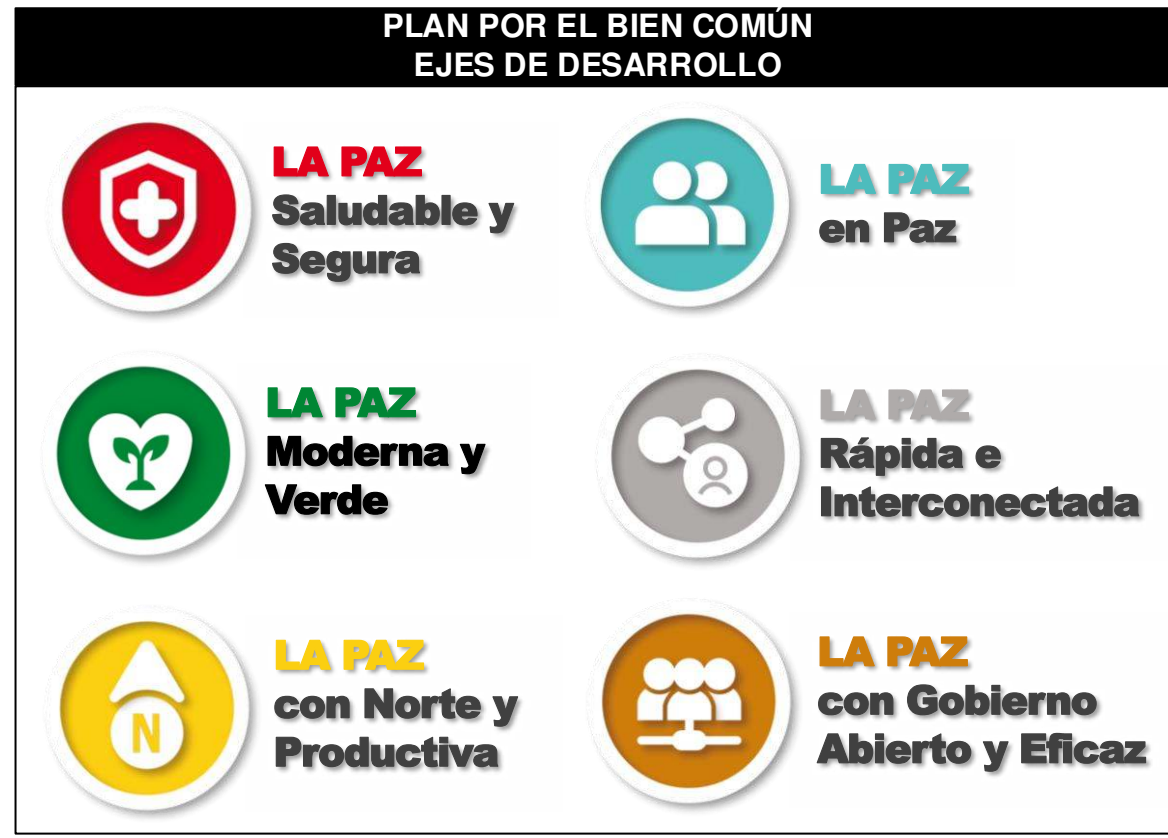 PLAN POR EL BIEN COMÚN
EJES DE DESARROLLO
LA PAZ
Saludable y
Segura
LA PAZ
en Paz
LA PAZ
Moderna y
Verde
LA PAZ
Rápida e
Interconectada
N
LA PAZ
con Norte y
Productiva
LA PAZ
con Gobierno
Abierto y Eficaz